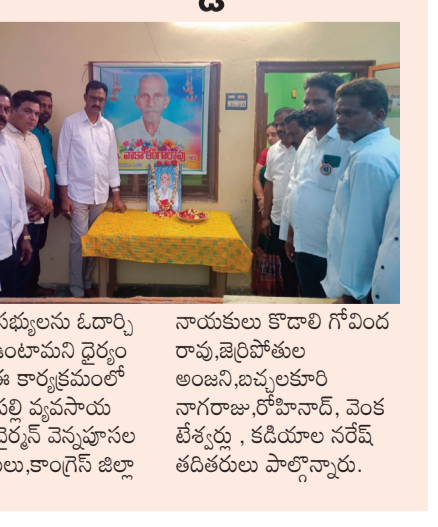 డ
సభ్యులను ఓదార్చి
ఉంటామని ధైర్యం
ఈ కార్యక్రమంలో
పల్లి వ్యవసాయ
చైర్మన్ వెన్నపూసల
లు,కాంగ్రెస్ జిల్లా
నాయకులు కొడాలి గోవింద
రావు,జెర్రిపోతుల
అంజని,బచ్చలకూరి
నాగరాజు,రోహినాద్, వెంక
టేశ్వర్లు , కడియాల నరేష్
తదితరులు పాల్గొన్నారు.